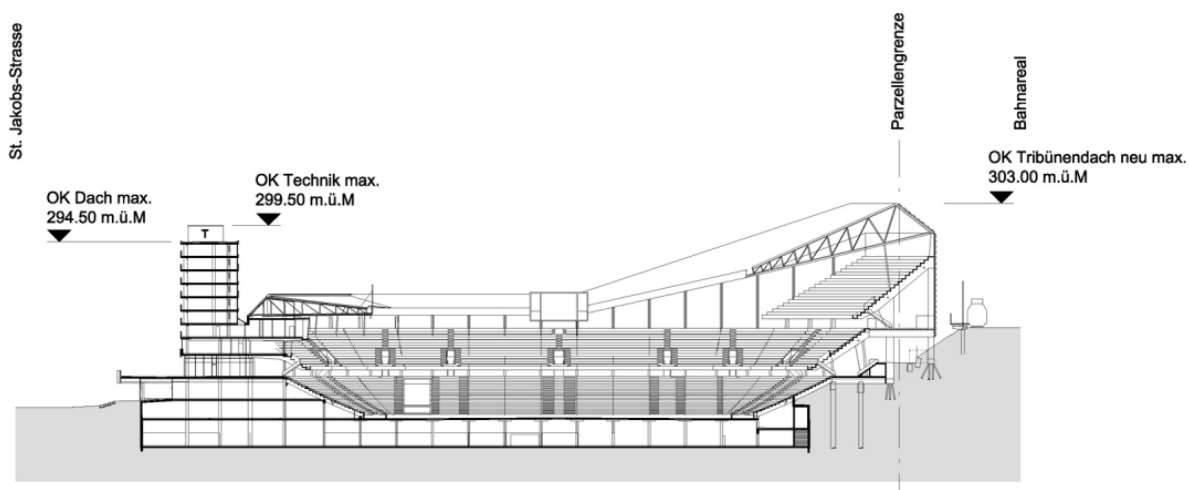 St. Jakobs-Strasse
Parzellengrenze
Bahnareal
OK Tribünendach neu max.
303.00 m.ü.M
OK Technik max.
299.50 m.ü.M
OK Dach max.
294.50 m.ü.M
T